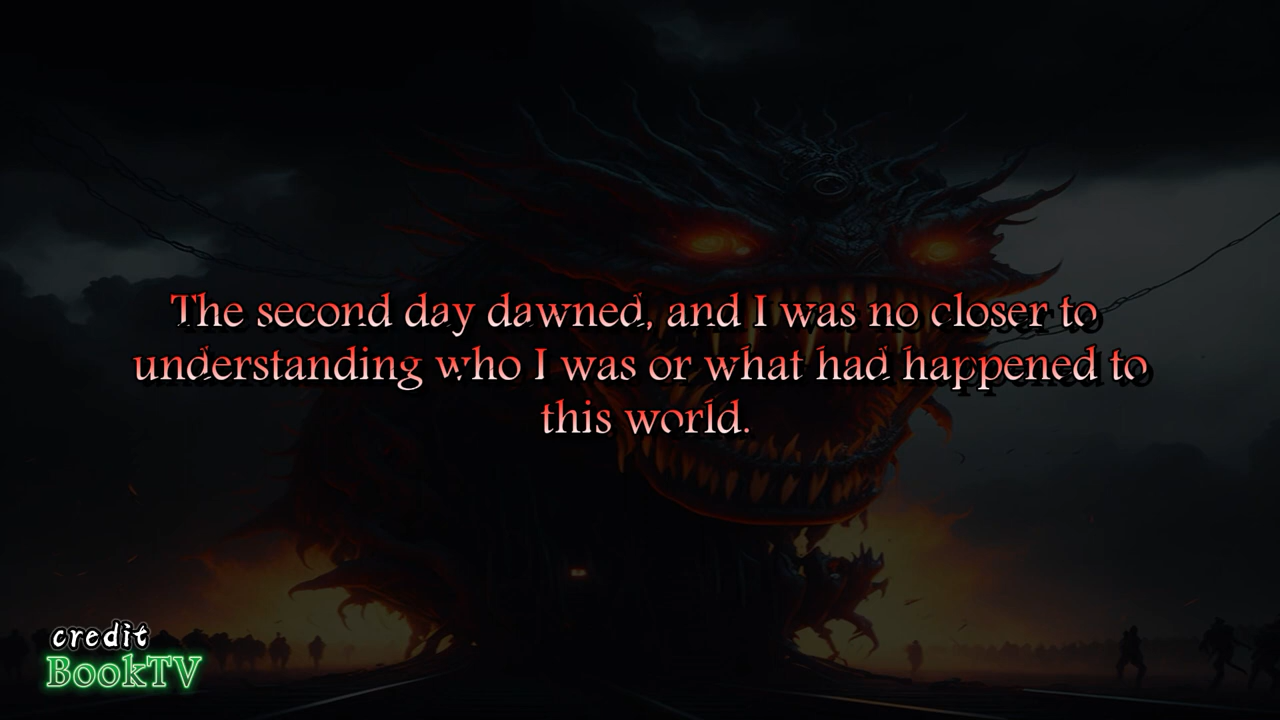 The second day dawned, and I was no closer to
understanding who I was or what had happened to
this world.
credit
BookTV